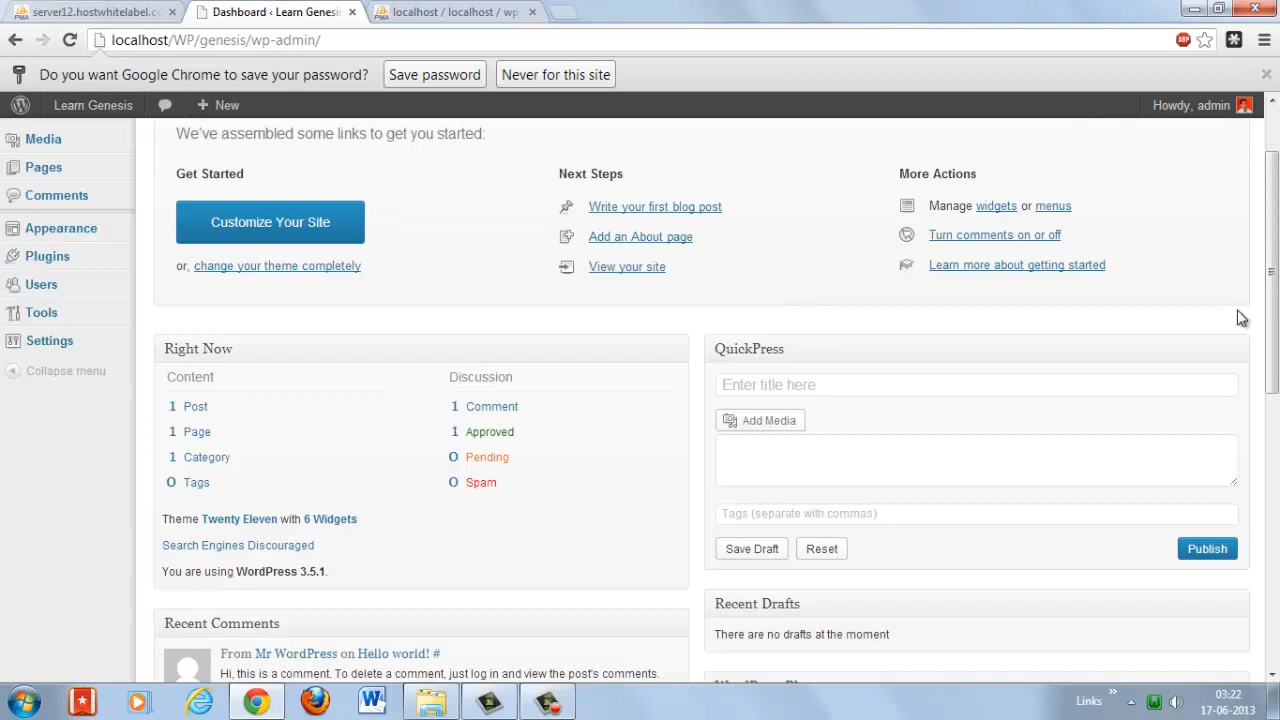 server12.hostwhitelabel.c
Dashboard ‹ Learn Genesis
localhost / localhost / wp
localhost/WP/genesis/wp-admin/
Do you want Google Chrome to save your password?
Save password
Never for this site
Learn Genesis
New
Howdy, admin
Media
Pages
Comments
Appearance
Plugins
Users
Tools
Settings
Collapse menu
We've assembled some links to get you started:
Get Started
Customize Your Site
or, change your theme completely
Next Steps
Write your first blog post
Add an About page
View your site
More Actions
Manage widgets or menus
Turn comments on or off
Learn more about getting started
Right Now
Content
1 Post
1 Page
1 Category
0 Tags
Discussion
1 Comment
1 Approved
0 Pending
0 Spam
Theme Twenty Eleven with 6 Widgets
Search Engines Discouraged
You are using WordPress 3.5.1.
QuickPress
Enter title here
Add Media
Tags (separate with commas)
Save Draft
Reset
Publish
Recent Comments
From Mr WordPress on Hello world! #
Hi, this is a comment. To delete a comment, just log in and view the post's comments.
Recent Drafts
There are no drafts at the moment
Links
03:22
17-06-2013